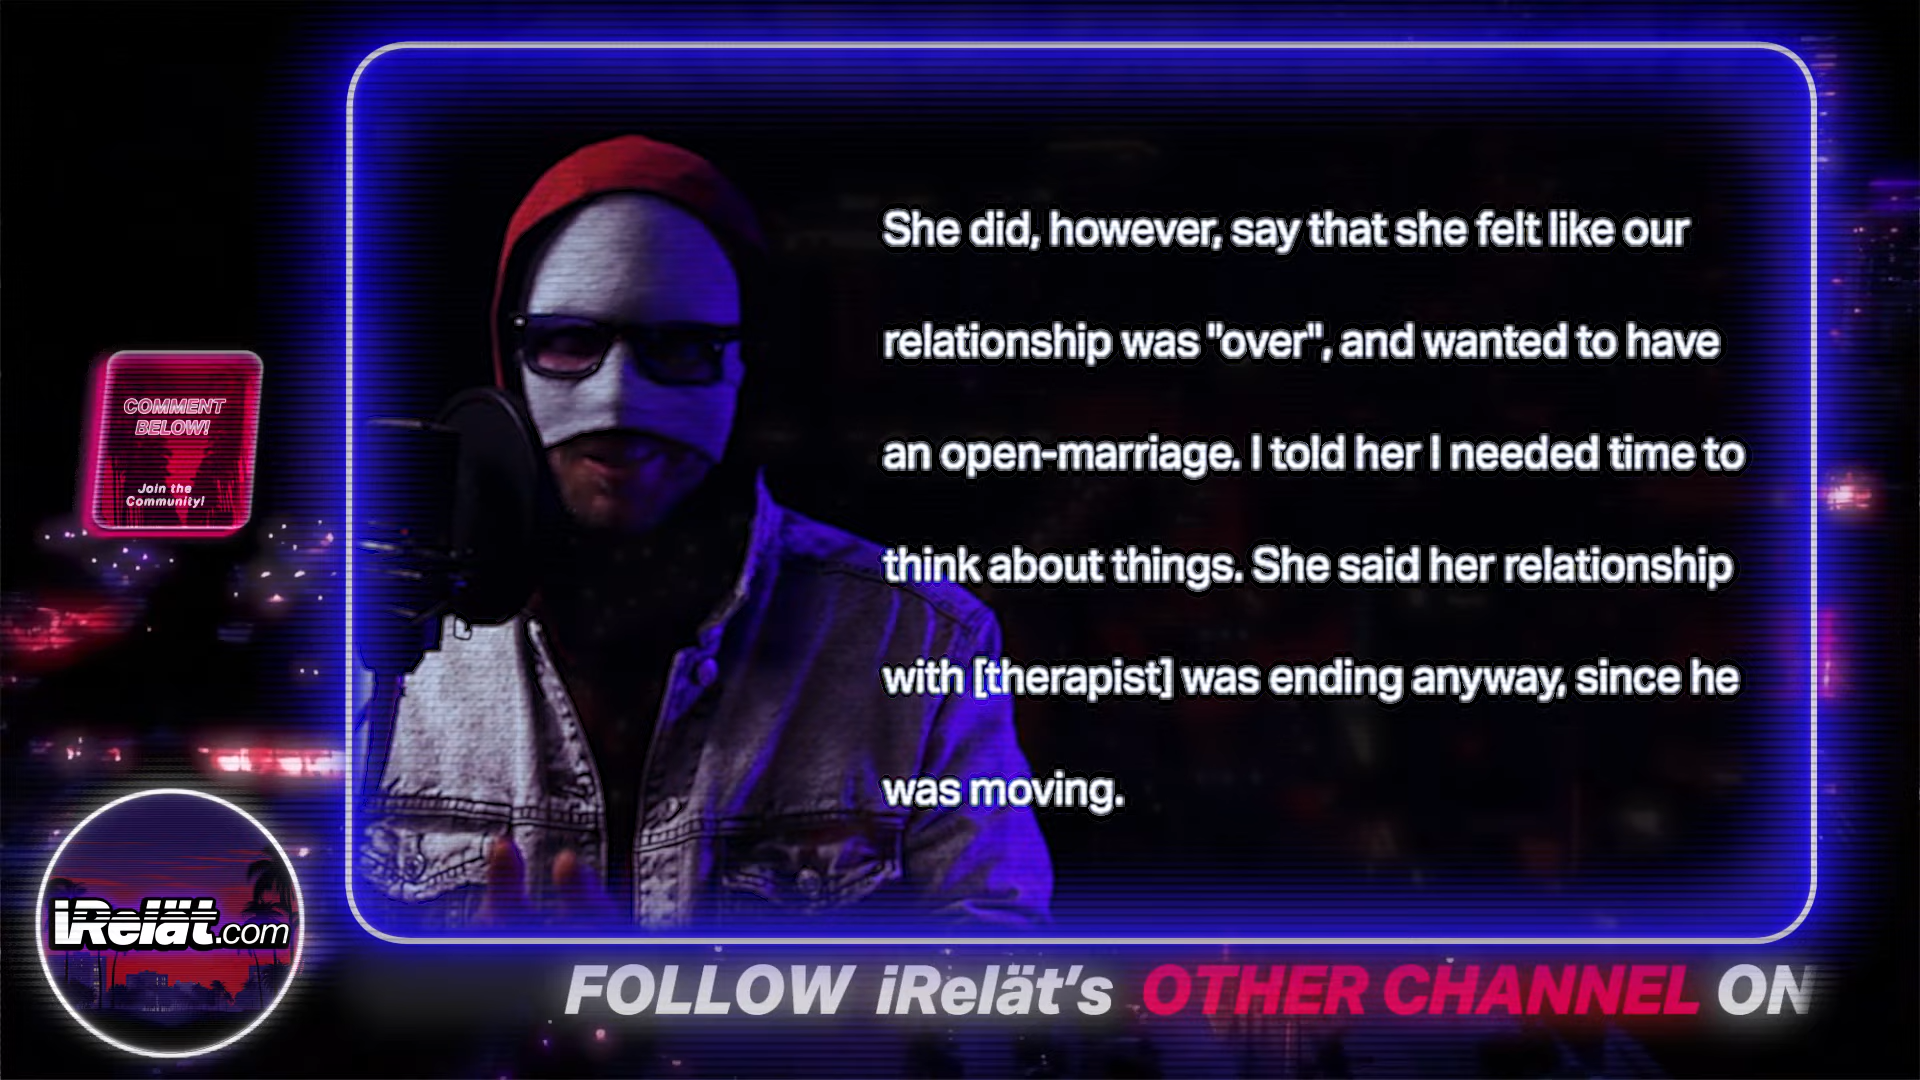 She did, however, say that she felt like our
relationship was "over", and wanted to have
an open-marriage. I told her I needed time to
think about things. She said her relationship
with [therapist] was ending anyway, since he
was moving.
COMMENT
BELOW!
Join the
Community!
iRelät.com
FOLLOW iRelät's OTHER CHANNEL ON